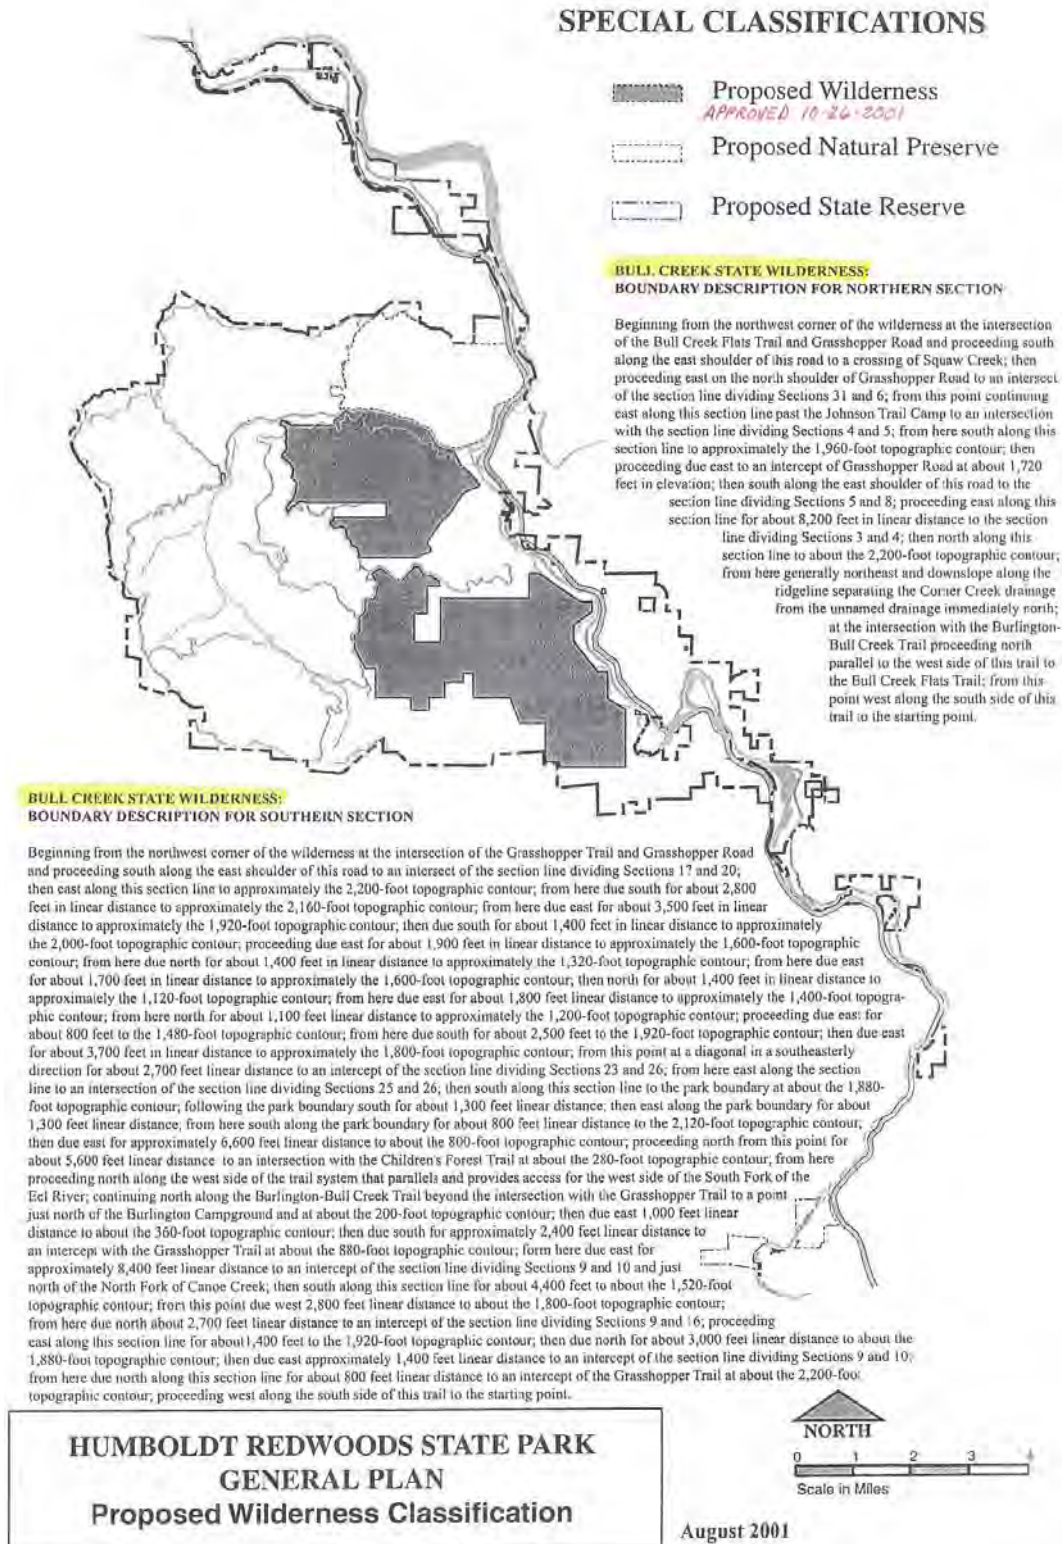 SPECIAL CLASSIFICATIONS
Proposed Wilderness
APPROVED 10-26-2001
Proposed Natural Preserve
Proposed State Reserve
BULL CREEK STATE WILDERNESS:
BOUNDARY DESCRIPTION FOR NORTHERN SECTION
Beginning from the northwest corner of the wilderness at the intersection
of the Bull Creek Flats Trail and Grasshopper Road and proceeding south
along the east shoulder of this road to a crossing of Squaw Creek; then
proceeding east on the north shoulder of Grasshopper Road to an intersect
of the section line dividing Sections 31 and 6; from this point continuing
east along this section line past the Johnson Trail Camp to an intersection
with the section line dividing Sections 4 and 5; from here south along this
section line to approximately the 1,960-foot topographic contour; then
proceeding due east to an intercept of Grasshopper Road at about 1,720
feet in elevation; then south along the east shoulder of this road to the
section line dividing Sections 5 and 8; proceeding east along this
section line for about 8,200 feet in linear distance to the section
line dividing Sections 3 and 4; then north along this
section line to about the 2,200-foot topographic contour;
from here generally northeast and downslope along the
ridgeline separating the Corner Creek drainage
from the unnamed drainage immediately north;
at the intersection with the Burlington-
Bull Creek Trail proceeding north
parallel to the west side of this trail to
the Bull Creek Flats Trail; from this
point west along the south side of this
trail to the starting point.
BULL CREEK STATE WILDERNESS:
BOUNDARY DESCRIPTION FOR SOUTHERN SECTION
Beginning from the northwest corner of the wilderness at the intersection of the Grasshopper Trail and Grasshopper Road
and proceeding south along the east shoulder of this road to an intersect of the section line dividing Sections 17 and 20;
then east along this section line to approximately the 2,200-foot topographic contour; from here due south for about 2,800
feet in linear distance to approximately the 2,160-foot topographic contour; from here due east for about 3,500 feet in linear
distance to approximately the 1,920-foot topographic contour; then due south for about 1,400 feet in linear distance to approximately
the 2,000-foot topographic contour; proceeding due east for about 1,900 feet in linear distance to approximately the 1,600-foot topographic
contour; from here due north for about 1,400 feet in linear distance to approximately the 1,320-foot topographic contour; from here due east
for about 1,700 feet in linear distance to approximately the 1,600-foot topographic contour; then north for about 1,400 feet in linear distance to
approximately the 1,120-foot topographic contour; from here due east for about 1,800 feet linear distance to approximately the 1,400-foot topogra-
phic contour; from here north for about 1,100 feet linear distance to approximately the 1,200-foot topographic contour; proceeding due east for
about 800 feet to the 1,480-foot topographic contour; from here due south for about 2,500 feet to the 1,920-foot topographic contour; then due east
for about 3,700 feet in linear distance to approximately the 1,800-foot contour; from this point at a diagonal in a southeasterly
direction for about 2,700 feet linear distance to an intercept of the section line dividing Sections 23 and 26; from here east along the section
line to an intersection of the section line dividing Sections 25 and 26, then south along this section line to the park boundary at about the 1,880-
foot topographic contour; following the park boundary south for about 1,300 feet linear distance; then east along the park boundary for about
1,300 feet linear distance; from here south along the park boundary for about 800 feet linear distance to the 2,120-foot topographic contour;
then due east for approximately 6,600 feet linear distance to about the 800-foot topographic contour; proceeding north from this point for
about 5,600 feet linear distance to an intersection with the Children's Forest Trail at about the 280-foot topographic contour; from here
proceeding north along the west side of the trail system that parallels and provides access for the west side of the South Fork of the
Eel River; continuing north along the Burlington-Bull Creek Trail beyond the intersection with the Grasshopper Trail to a point
just north of the Burlington Campground and at about the 200-foot topographic contour; then due east 1,000 feet linear
distance to about the 360-foot topographic contour; then due south for approximately 2,400 feet linear distance to
an intercept with the Grasshopper Trail at about the 880-foot topographic contour; form here due east for
approximately 8,400 feet linear distance to an intercept of the section line dividing Sections 9 and 10 and just
north of the North Fork of Canoe Creek; then south along this section line for about 4,400 feet to about the 1,520-foot
topographic contour; from this point due west 2,800 feet linear distance to about the 1,800-foot topographic contour;
from here due north about 2,700 feet linear distance to an intercept of the section line dividing Sections 9 and 16; proceeding
east along this section line for about 1,400 feet to the 1,920-foot topographic contour; then due north for about 3,000 feet linear distance to about the
1,880-foot topographic contour; then due east approximately 1,400 feet linear distance to an intercept of the section line dividing Sections 9 and 10;
from here due north along this section line for about 800 feet linear distance to an intercept of the Grasshopper Trail at about the 2,200-foot
topographic contour; proceeding west along the south side of this trail to the starting point.
HUMBOLDT REDWOODS STATE PARK
GENERAL PLAN
Proposed Wilderness Classification
NORTH
0 1 2 3 4
Scale in Miles
August 2001